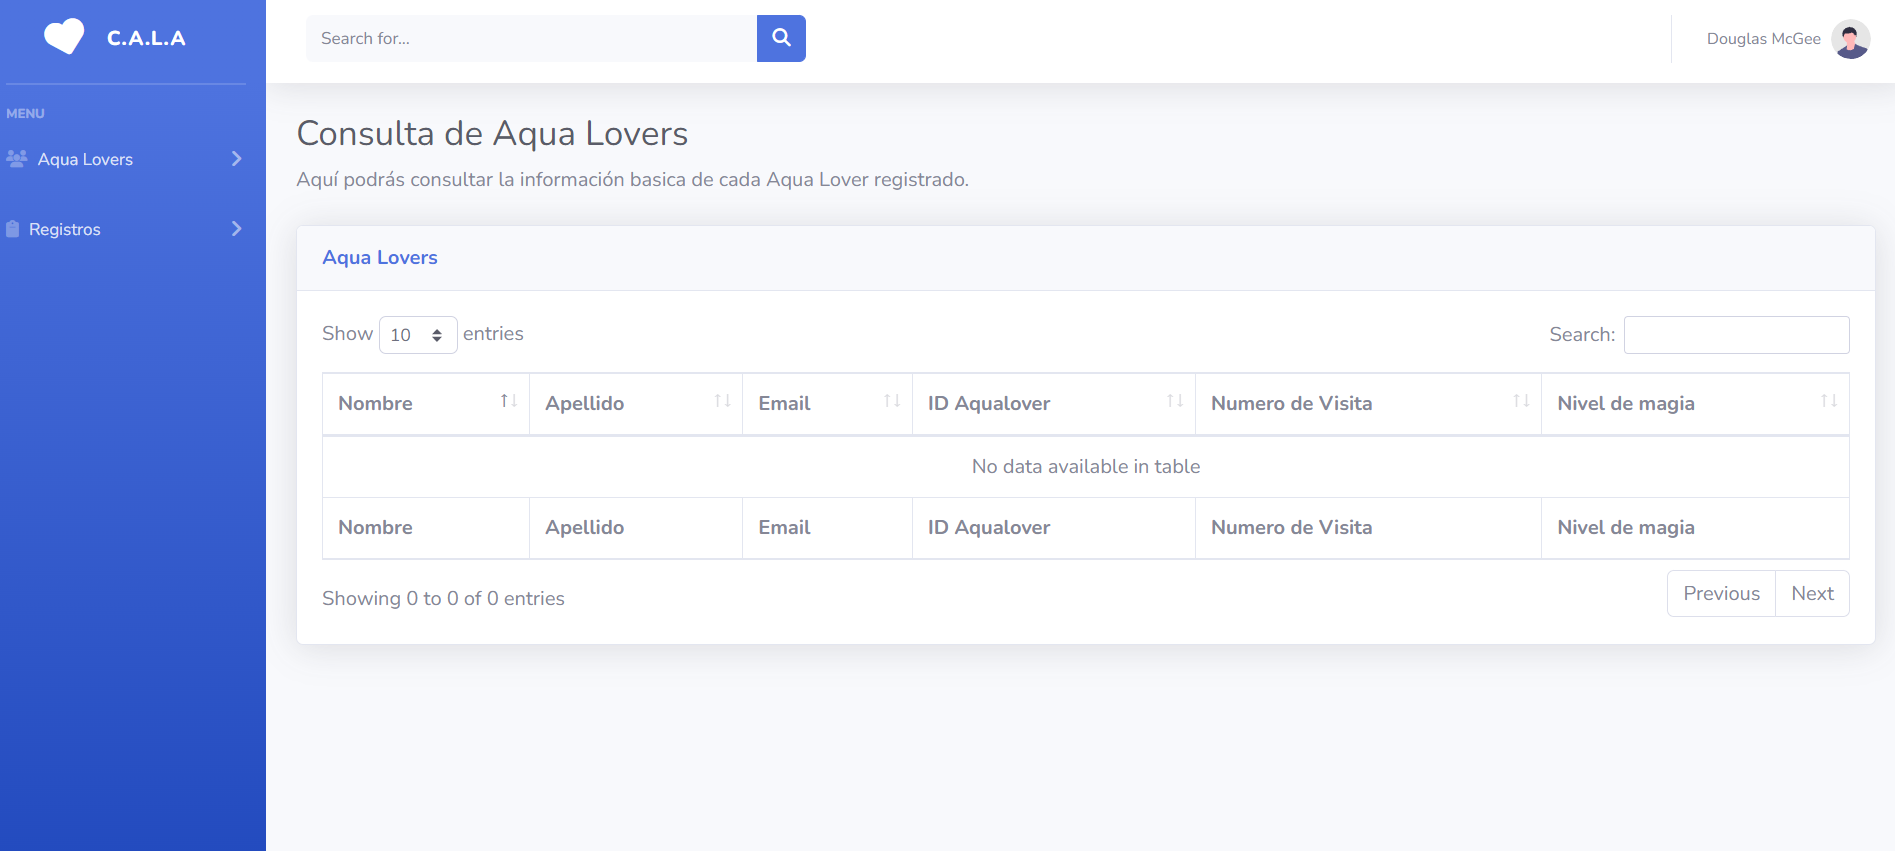 C.A.L.A
Search for...
Douglas McGee
MENU
Aqua Lovers
Registros
Consulta de Aqua Lovers
Aquí podrás consultar la información basica de cada Aqua Lover registrado.
Aqua Lovers
Show 10 entries
Search:
Nombre Apellido Email ID Aqualover Numero de Visita Nivel de magia
No data available in table
Nombre Apellido Email ID Aqualover Numero de Visita Nivel de magia
Showing 0 to 0 of 0 entries
Previous Next